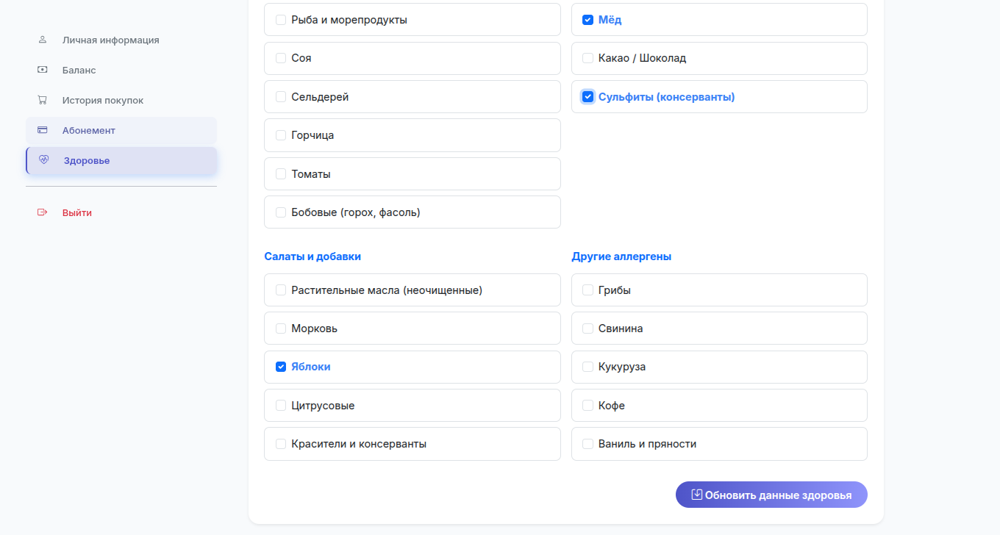 Личная информация
Баланс
История покупок
Абонемент
Здоровье
Выйти
Рыба и морепродукты
Соя
Сельдерей
Горчица
Томаты
Бобовые (горох, фасоль)
Мёд
Какао / Шоколад
Сульфиты (консерванты)
Салаты и добавки
Растительные масла (неочищенные)
Морковь
Яблоки
Цитрусовые
Красители и консерванты
Другие аллергены
Грибы
Свинина
Кукуруза
Кофе
Ваниль и пряности
Обновить данные здоровья